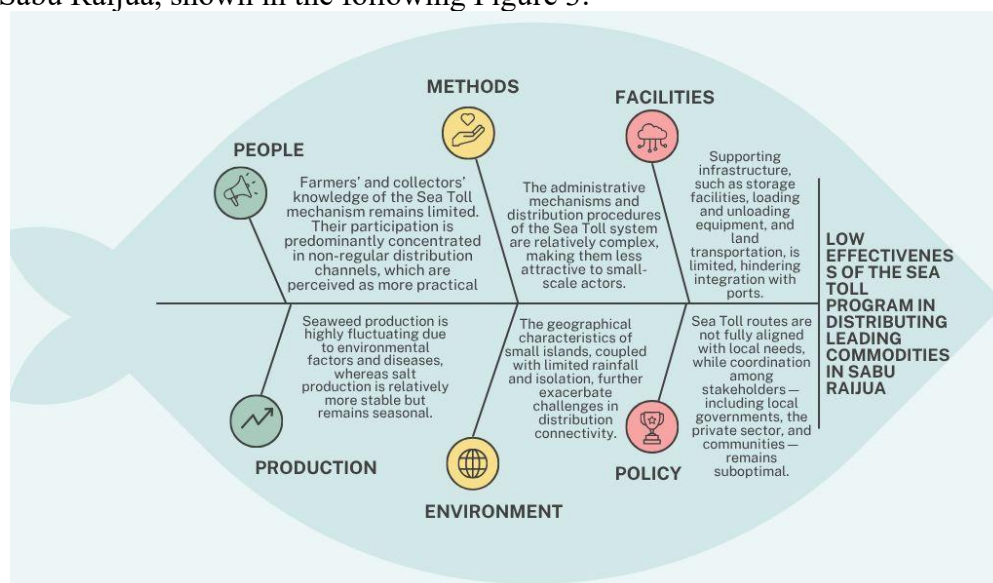 Sabu Raijua, shown in the following Figure 3.
METHODS
FACILITIES
PEOPLE
Farmers' and collectors'
knowledge of the Sea Toll
mechanism remains limited.
Their participation is
predominantly concentrated
in non-regular distribution
channels, which are
perceived as more practical
The administrative
mechanisms and
distribution procedures
of the Sea Toll system
are relatively complex,
making them less
attractive to small-
scale actors.
Supporting
infrastructure,
such as storage
facilities, loading
and unloading
equipment, and
land
transportation, is
limited, hindering
integration with
ports.
LOW
EFFECTIVENES
S OF THE SEA
TOLL
PROGRAM IN
DISTRIBUTING
LEADING
COMMODITIES
IN SABU
RAIJUA
Seaweed production is
highly fluctuating due
to environmental
factors and diseases,
whereas salt
production is relatively
more stable but
remains seasonal.
The geographical
characteristics of
small islands, coupled
with limited rainfall
and isolation, further
exacerbate
challenges in
distribution
connectivity.
Sea Toll routes are
not fully aligned
with local needs,
while coordination
among
stakeholders—
including local
governments, the
private sector, and
communities—
remains
suboptimal.
PRODUCTION
POLICY
ENVIRONMENT